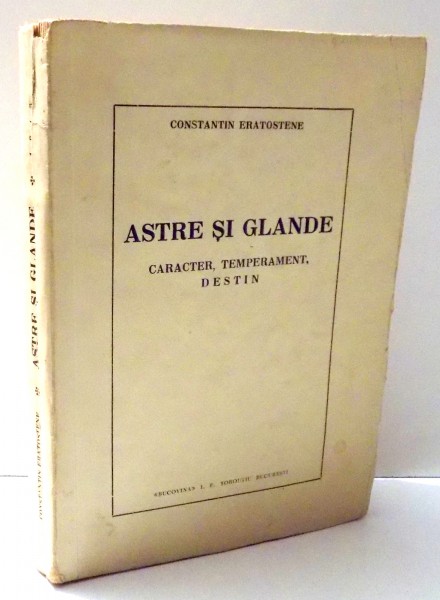 CONSTANTIN ERATOSTENE
ASTRE ȘI GLANDE
CARACTER, TEMPERAMENT,
DESTIN
«BUCOVINA» I. E. TOROUȚIU BUCUREȘTI
CONSTANTIN ERATOSTENE * ASTRE ȘI GLANDE *